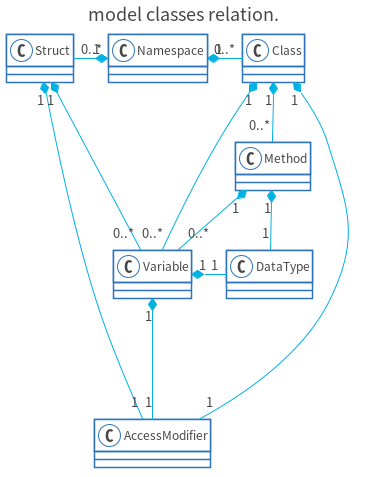 model classes relation.
C Struct 0..* 1 C Namespace 1 0..* C Class
1 1 1 1 1
0..*
C Method
1 1
0..* 0..* 0..* 1
C Variable 1 1 C DataType
1
1 1 1
C AccessModifier